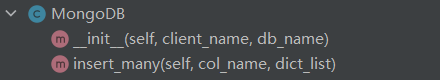 MongoDB
__init__(self, client_name, db_name)
insert_many(self, col_name, dict_list)